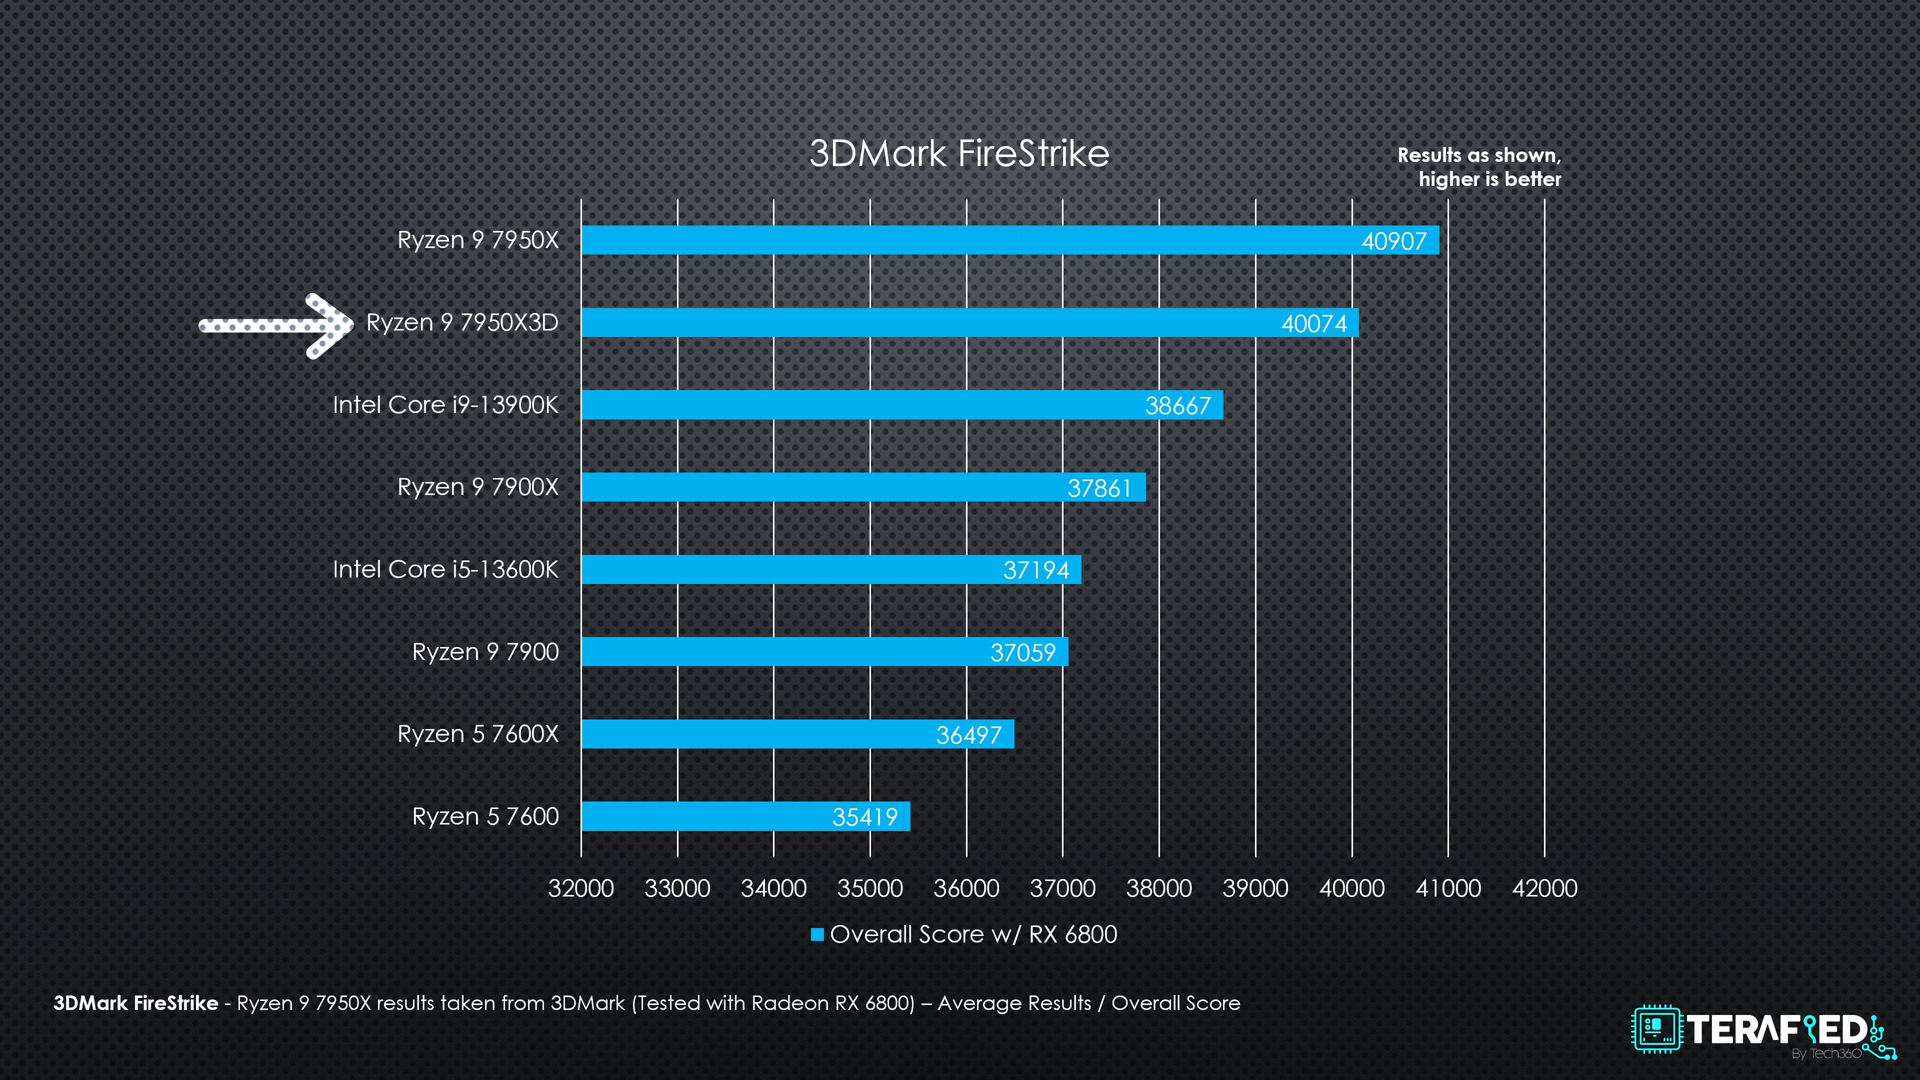 3DMark FireStrike
Results as shown,
higher is better
Ryzen 9 7950X
40907
Ryzen 9 7950X3D
40074
Intel Core i9-13900K
38667
Ryzen 9 7900X
37861
Intel Core i5-13600K
37194
Ryzen 9 7900
37059
Ryzen 5 7600X
36497
Ryzen 5 7600
35419
32000 33000 34000 35000 36000 37000 38000 39000 40000 41000 42000
Overall Score w/ RX 6800
3DMark FireStrike - Ryzen 9 7950X results taken from 3DMark (Tested with Radeon RX 6800) – Average Results / Overall Score
TERAFIED
By Tech360